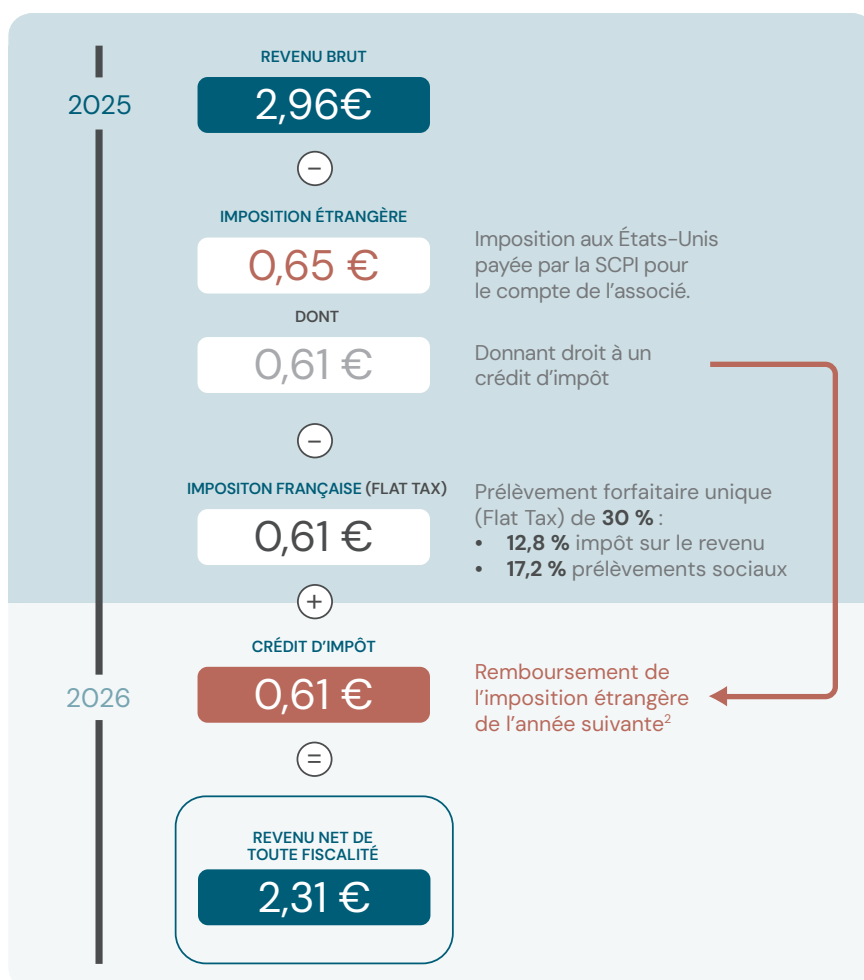 REVENU BRUT
2025
2,96€
−
IMPOSITION ÉTRANGÈRE
0,65 €
Imposition aux États-Unis
payée par la SCPI pour
le compte de l'associé.
DONT
0,61 €
Donnant droit à un
crédit d'impôt
−
IMPOSITON FRANÇAISE (FLAT TAX)
0,61 €
Prélèvement forfaitaire unique
(Flat Tax) de 30 % :
• 12,8 % impôt sur le revenu
• 17,2 % prélèvements sociaux
+
CRÉDIT D'IMPÔT
2026
0,61 €
Remboursement de
l'imposition étrangère
de l'année suivante²
=
REVENU NET DE
TOUTE FISCALITÉ
2,31 €